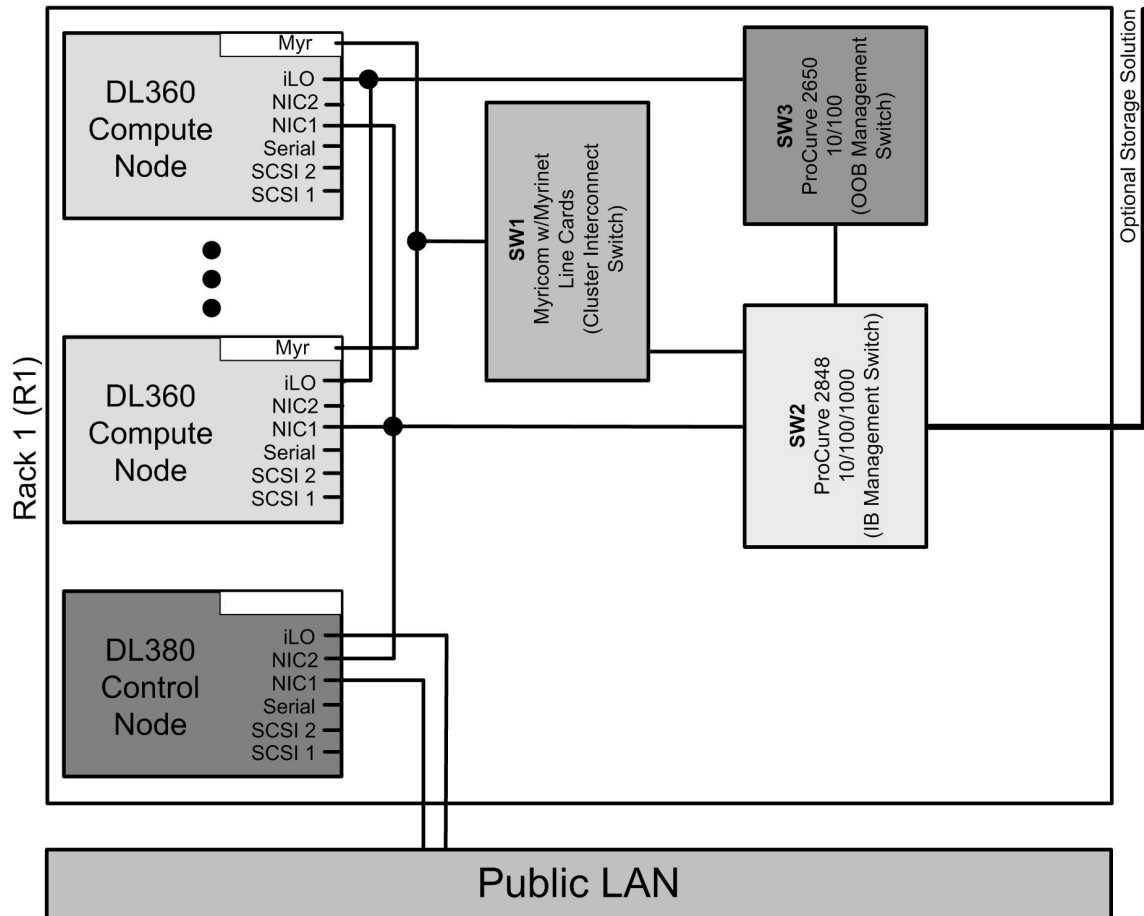 Rack 1 (R1)
DL360
Compute
Node
Myr
iLO
NIC2
NIC1
Serial
SCSI 2
SCSI 1
DL360
Compute
Node
Myr
iLO
NIC2
NIC1
Serial
SCSI 2
SCSI 1
DL380
Control
Node
iLO
NIC2
NIC1
Serial
SCSI 2
SCSI 1
SW1
Myricom w/Myrinet
Line Cards
(Cluster Interconnect
Switch)
SW3
ProCurve 2650
10/100
(OOB Management
Switch)
SW2
ProCurve 2848
10/100/1000
(IB Management Switch)
Optional Storage Solution
Public LAN